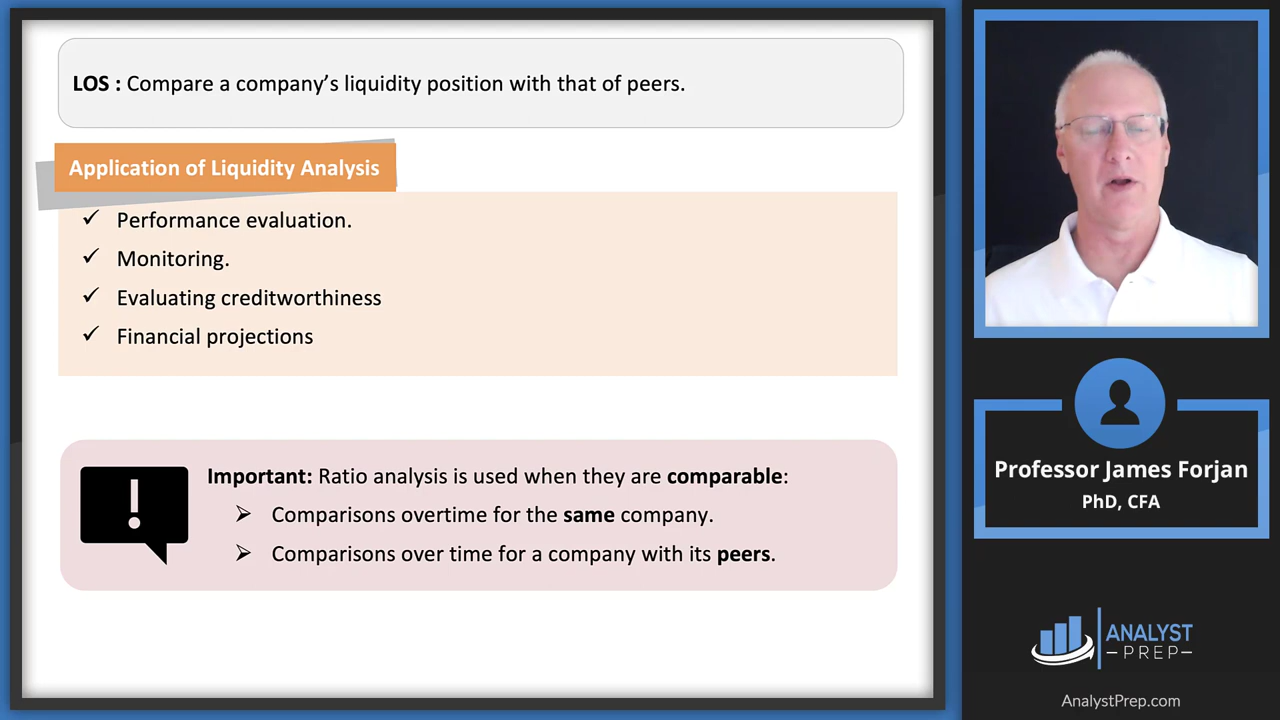 LOS : Compare a company’s liquidity position with that of peers.
Application of Liquidity Analysis
✓ Performance evaluation.
✓ Monitoring.
✓ Evaluating creditworthiness
✓ Financial projections
!
Important: Ratio analysis is used when they are comparable:
➢ Comparisons overtime for the same company.
➢ Comparisons over time for a company with its peers.
Professor James Forjan
PhD, CFA
ANALYST
–PREP–
AnalystPrep.com